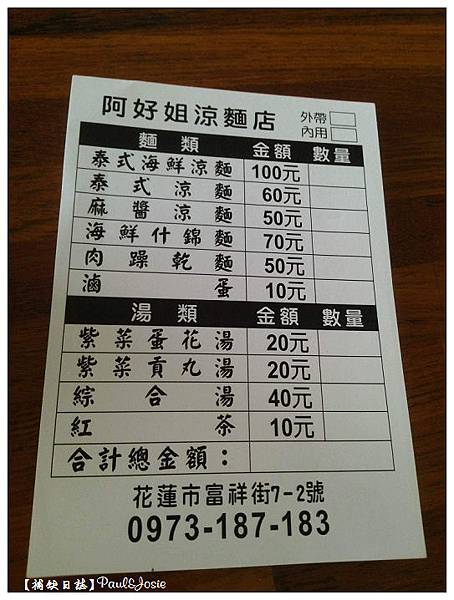 阿好姐涼麵店
外帶
內用
麵類 金額 數量
泰式海鮮涼麵 100元
泰式涼麵 60元
麻醬涼麵 50元
海鮮什錦麵 70元
肉躁乾麵 50元
滷蛋 10元
湯類 金額 數量
紫菜蛋花湯 20元
紫菜貢丸湯 20元
綜合湯 40元
紅茶 10元
合計總金額：
花蓮市富祥街7-2號
0973-187-183
【補缺日誌】Paul&Josie